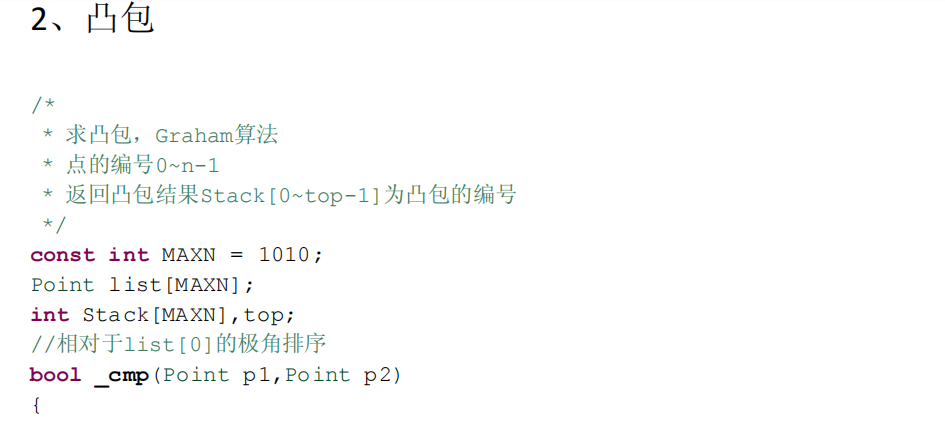 2、凸包
/*
* 求凸包，Graham算法
* 点的编号0~n-1
* 返回凸包结果Stack[0~top-1]为凸包的编号
*/
const int MAXN = 1010;
Point list[MAXN];
int Stack[MAXN],top;
//相对于list[0]的极角排序
bool _cmp(Point p1,Point p2)
{